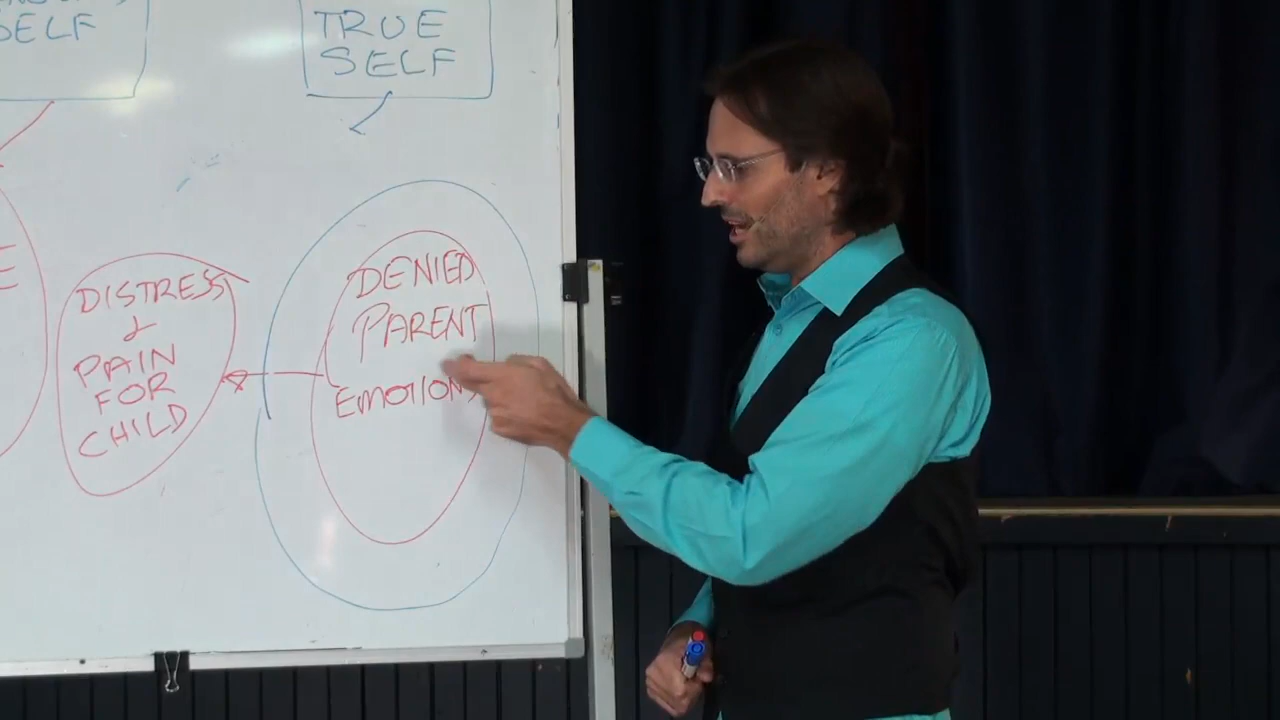 SELF
TRUE
SELF
E
DISTRESS
&
PAIN
FOR
CHILD
DENIED
PARENT
EMOTIONS